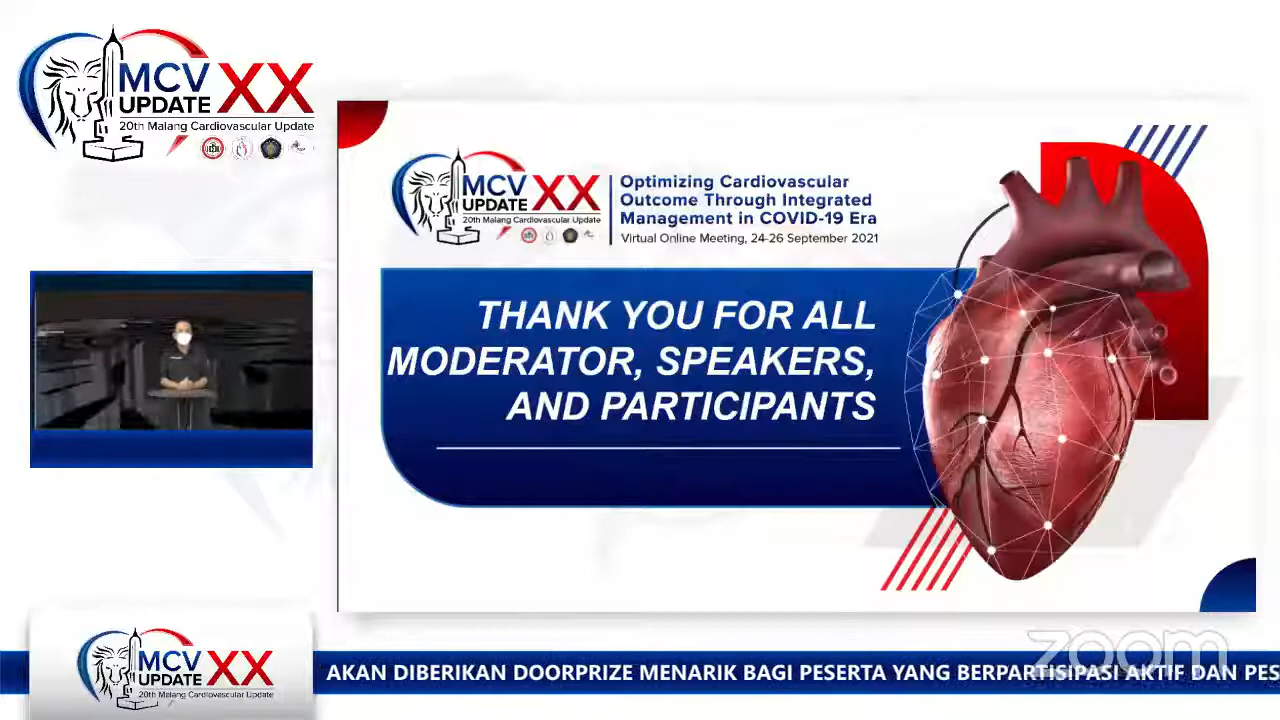 MCV XX
UPDATE
20th Malang Cardiovascular Update
MCV XX
UPDATE
20th Malang Cardiovascular Update
Optimizing Cardiovascular
Outcome Through Integrated
Management in COVID-19 Era
Virtual Online Meeting, 24-26 September 2021
THANK YOU FOR ALL
MODERATOR, SPEAKERS,
AND PARTICIPANTS
zoom
MCV XX
UPDATE
20th Malang Cardiovascular Update
AKAN DIBERIKAN DOORPRIZE MENARIK BAGI PESERTA YANG BERPARTISIPASI AKTIF DAN PES